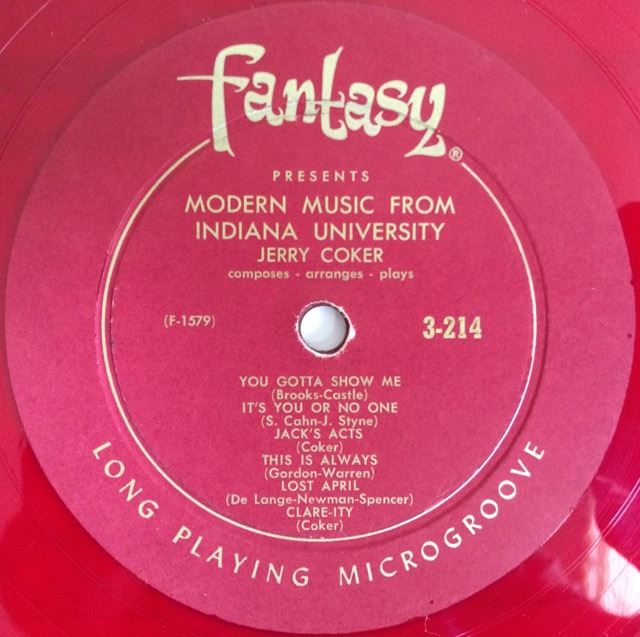 Fantasy®
PRESENTS
MODERN MUSIC FROM
INDIANA UNIVERSITY
JERRY COKER
composes - arranges - plays
(F-1579)
3-214
YOU GOTTA SHOW ME
(Brooks-Castle)
IT'S YOU OR NO ONE
(S. Cahn-J. Styne)
JACK'S ACTS
(Coker)
THIS IS ALWAYS
(Gordon-Warren)
LOST APRIL
(De Lange-Newman-Spencer)
CLARE-ITY
(Coker)
LONG PLAYING MICROGROOVE